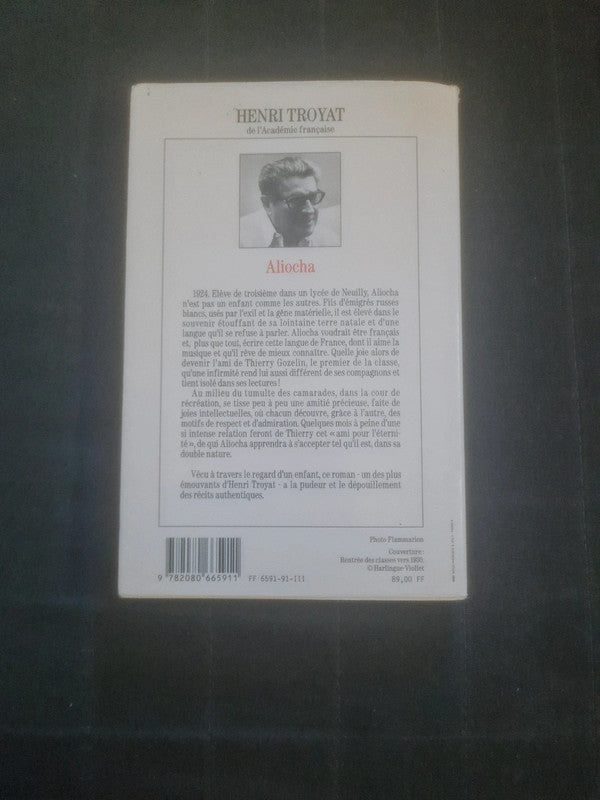 HENRI TROYAT
de l'Académie française
Aliocha
1924. Elève de troisième dans un lycée de Neuilly, Aliocha
n'est pas un enfant comme les autres. Fils d'émigrés russes
blancs, usés par l'exil et la gêne matérielle, il est élevé dans le
souvenir étouffant de sa lointaine terre natale et d'une
langue qu'il se refuse à parler. Aliocha voudrait être français
et, plus que tout, écrire cette langue de France, dont il aime la
musique et qu'il rêve de mieux connaître. Quelle joie alors de
devenir l'ami de Thierry Gozelin, le premier de la classe,
qu'une infirmité rend lui aussi différent de ses compagnons et
tient isolé dans ses lectures !
Au milieu du tumulte des camarades, dans la cour de
récréation, se tisse peu à peu une amitié précieuse, faite de
joies intellectuelles, où chacun découvre, grâce à l'autre, des
motifs de respect et d'admiration. Quelques mois à peine d'une
si intense relation feront de Thierry cet « ami pour l'éterni-
té », de qui Aliocha apprendra à s'accepter tel qu'il est, dans sa
double nature.
Vécu à travers le regard d'un enfant, ce roman - un des plus
émouvants d'Henri Troyat - a la pudeur et le dépouillement
des récits authentiques.
Photo Flammarion
Couverture :
Rentrée des classes vers 1930.
© Harlingue-Viollet
9 782080 665911 FF 6591-91-III 89,00 FF